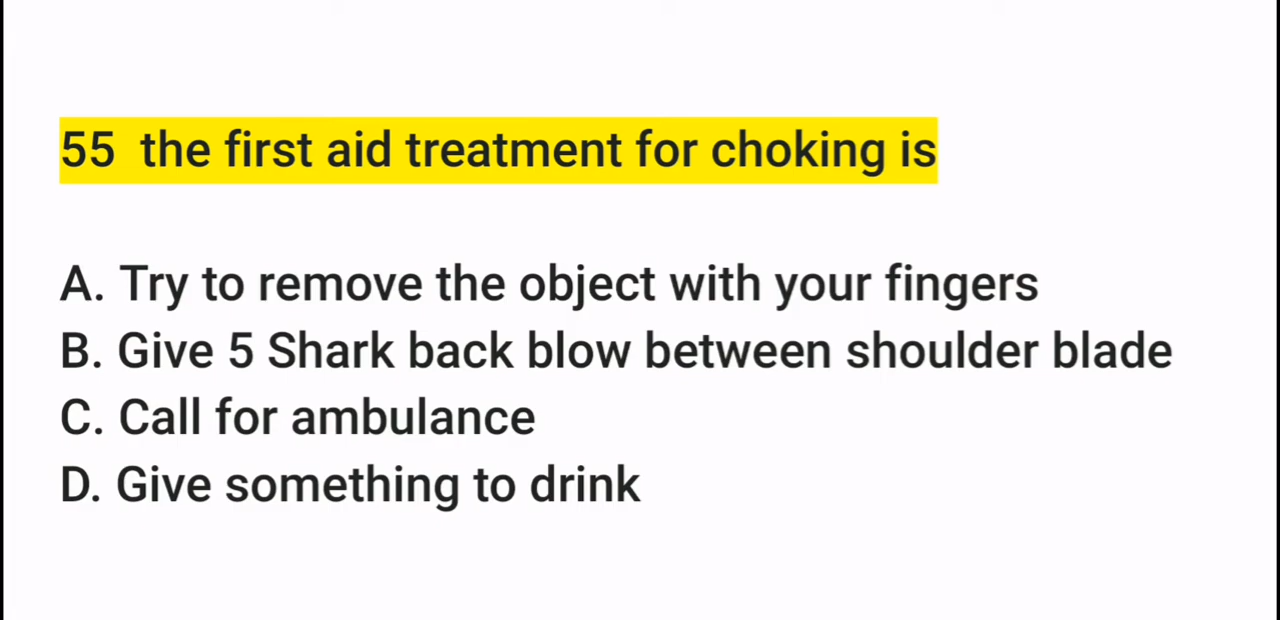 55 the first aid treatment for choking is
A. Try to remove the object with your fingers
B. Give 5 Shark back blow between shoulder blade
C. Call for ambulance
D. Give something to drink